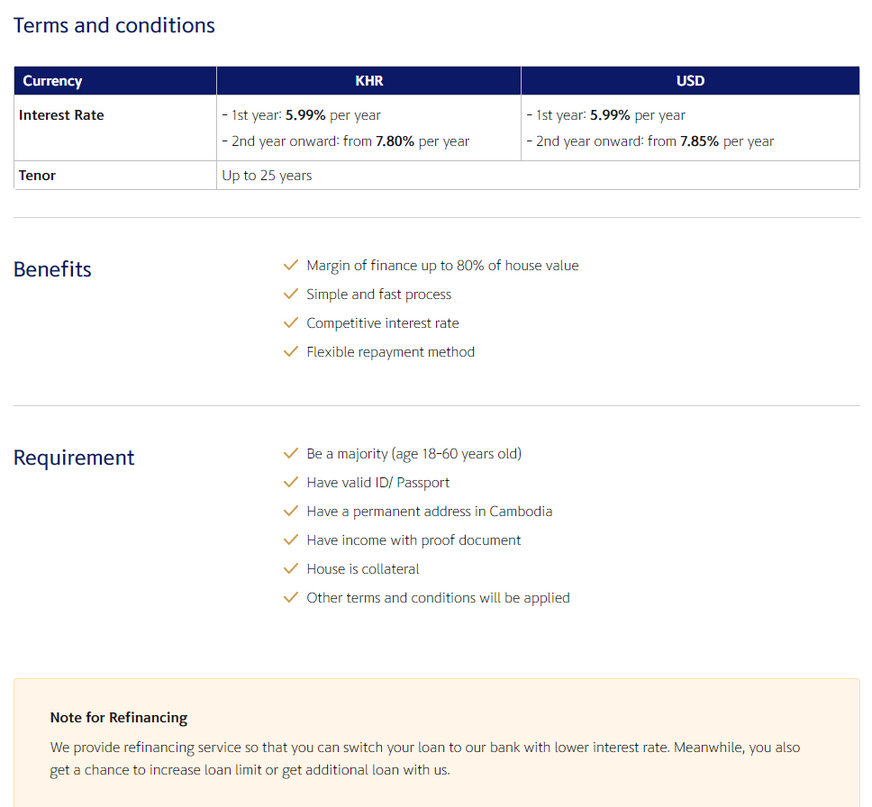 Terms and conditions
Currency KHR USD
Interest Rate - 1st year: 5.99% per year - 1st year: 5.99% per year
- 2nd year onward: from 7.80% per year - 2nd year onward: from 7.85% per year
Tenor Up to 25 years
Benefits
Margin of finance up to 80% of house value
Simple and fast process
Competitive interest rate
Flexible repayment method
Requirement
Be a majority (age 18-60 years old)
Have valid ID/ Passport
Have a permanent address in Cambodia
Have income with proof document
House is collateral
Other terms and conditions will be applied
Note for Refinancing
We provide refinancing service so that you can switch your loan to our bank with lower interest rate. Meanwhile, you also
get a chance to increase loan limit or get additional loan with us.